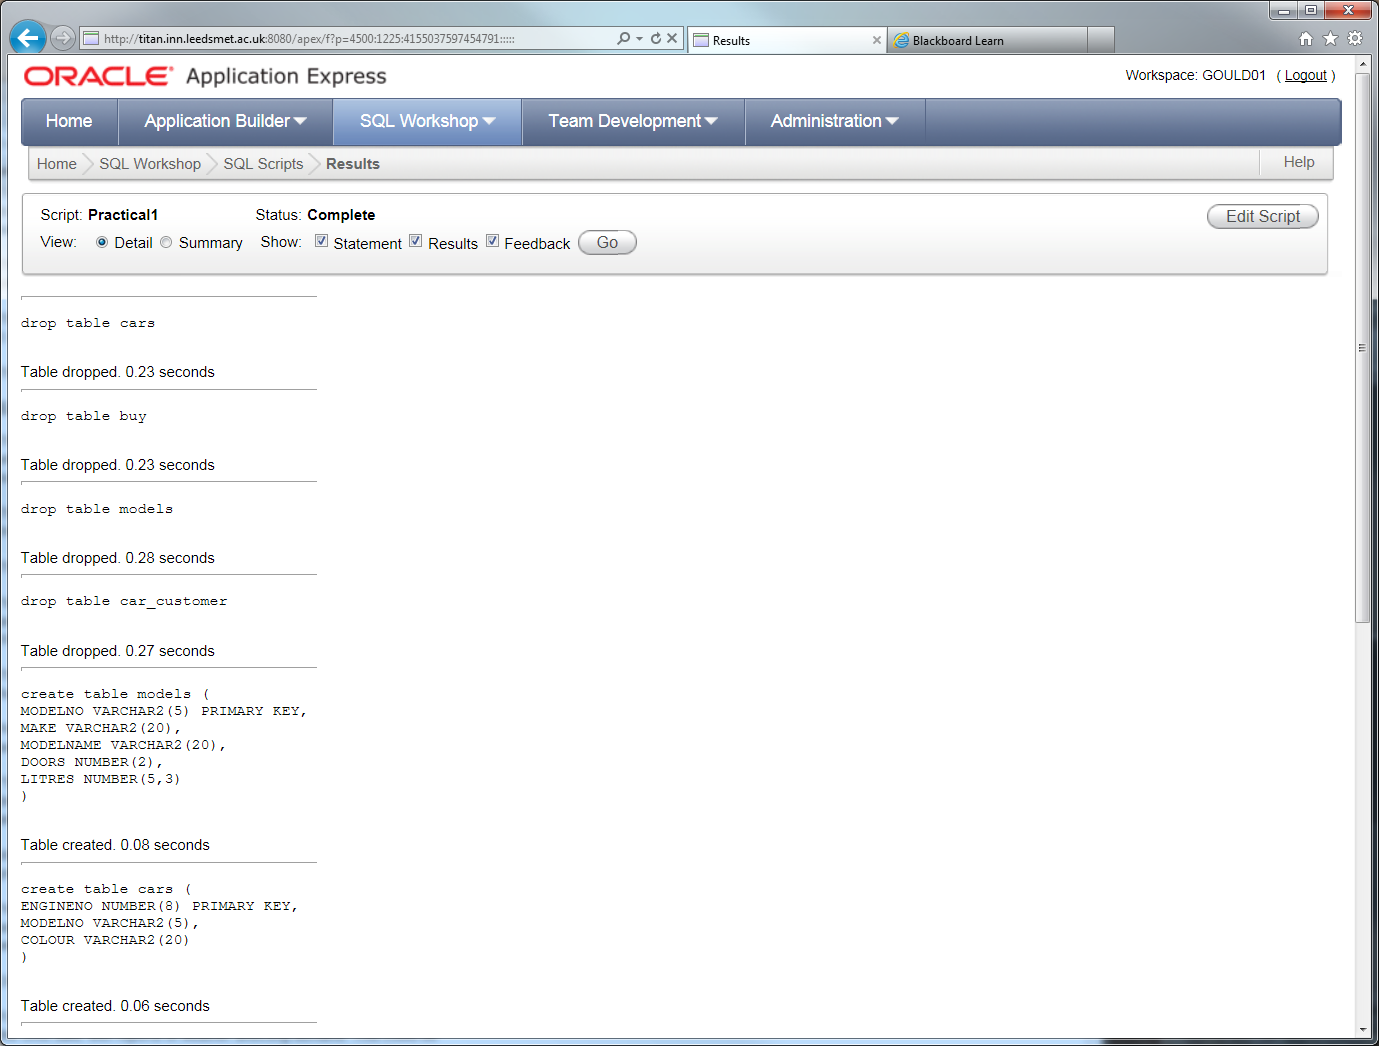 http://titan.inn.leedsmet.ac.uk:8080/apex/f?p=4500:1225:4155037597454791:::::
Results
Blackboard Learn
ORACLE Application Express
Workspace: GOULD01 ( Logout )
Home Application Builder SQL Workshop Team Development Administration
Home SQL Workshop SQL Scripts Results Help
Script: Practical1 Status: Complete Edit Script
View: Detail Summary Show: Statement Results Feedback Go
drop table cars
Table dropped. 0.23 seconds
drop table buy
Table dropped. 0.23 seconds
drop table models
Table dropped. 0.28 seconds
drop table car_customer
Table dropped. 0.27 seconds
create table models (
MODELNO VARCHAR2(5) PRIMARY KEY,
MAKE VARCHAR2(20),
MODELNAME VARCHAR2(20),
DOORS NUMBER(2),
LITRES NUMBER(5,3)
)
Table created. 0.08 seconds
create table cars (
ENGINENO NUMBER(8) PRIMARY KEY,
MODELNO VARCHAR2(5),
COLOUR VARCHAR2(20)
)
Table created. 0.06 seconds